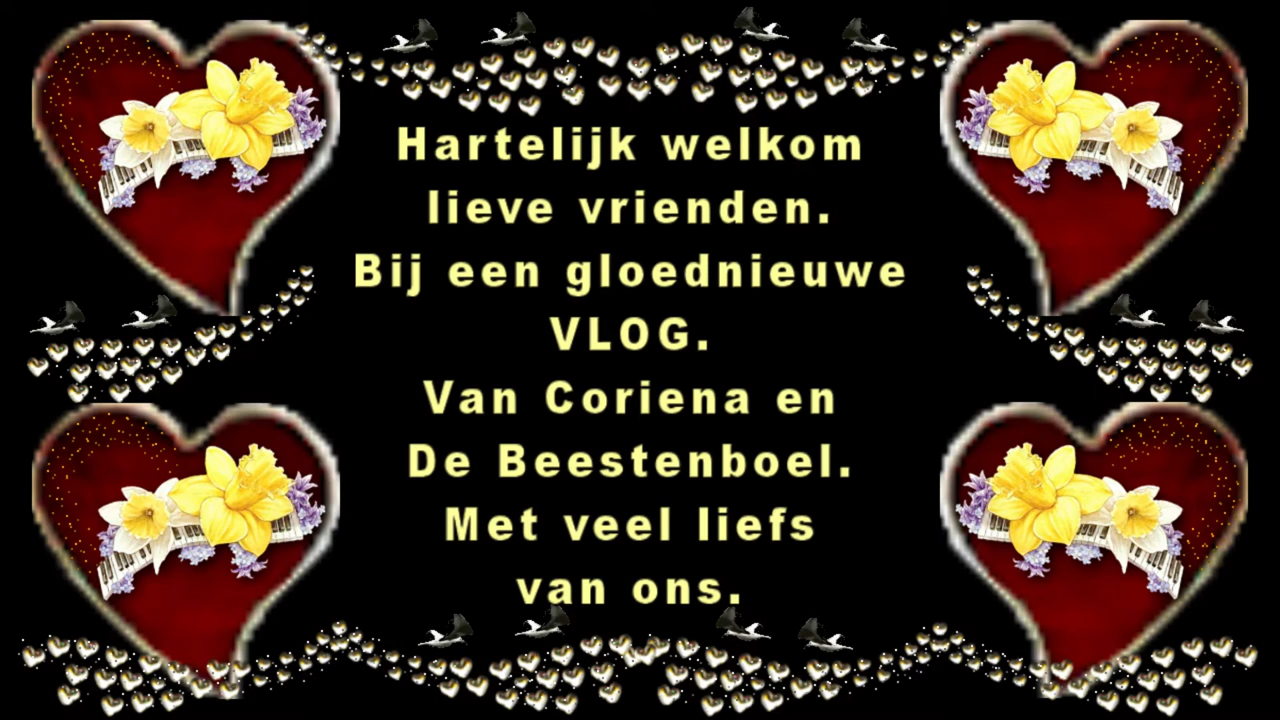 Hartelijk welkom
lieve vrienden.
Bij een gloednieuwe
VLOG.
Van Coriena en
De Beestenboel.
Met veel liefs
van ons.